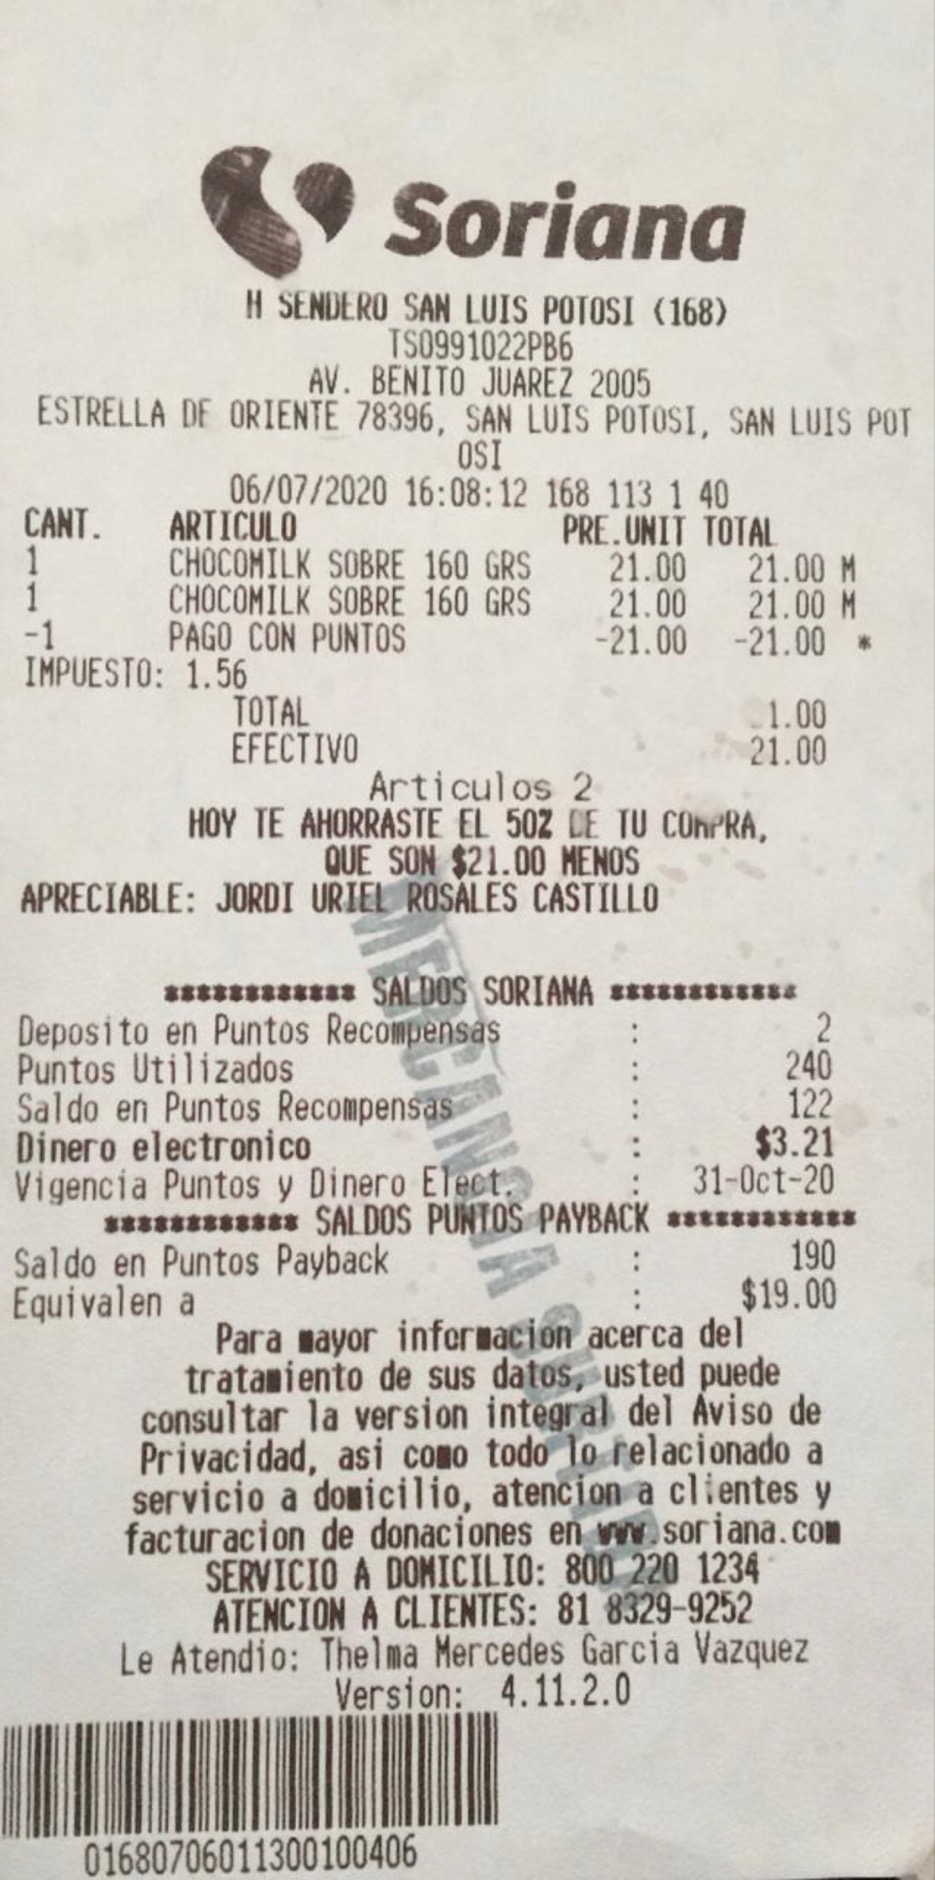 Soriana
H SENDERO SAN LUIS POTOSI (168)
TSO991022PB6
AV. BENITO JUAREZ 2005
ESTRELLA DE ORIENTE 78396, SAN LUIS POTOSI, SAN LUIS POT
OSI
06/07/2020 16:08:12 168 113 1 40
CANT. ARTICULO PRE.UNIT TOTAL
1 CHOCOMILK SOBRE 160 GRS 21.00 21.00 M
1 CHOCOMILK SOBRE 160 GRS 21.00 21.00 M
-1 PAGO CON PUNTOS -21.00 -21.00 *
IMPUESTO: 1.56
TOTAL 1.00
EFECTIVO 21.00
Articulos 2
HOY TE AHORRASTE EL 50% DE TU COMPRA,
QUE SON $21.00 MENOS
APRECIABLE: JORDI URIEL ROSALES CASTILLO
************ SALDOS SORIANA ************
Deposito en Puntos Recompensas : 2
Puntos Utilizados : 240
Saldo en Puntos Recompensas : 122
Dinero electronico : $3.21
Vigencia Puntos y Dinero Elect. : 31-Oct-20
************ SALDOS PUNTOS PAYBACK ************
Saldo en Puntos Payback : 190
Equivalen a : $19.00
Para mayor informacion acerca del
tratamiento de sus datos, usted puede
consultar la version integral del Aviso de
Privacidad, asi como todo lo relacionado a
servicio a domicilio, atencion a clientes y
facturacion de donaciones en www.soriana.com
SERVICIO A DOMICILIO: 800 220 1234
ATENCION A CLIENTES: 81 8329-9252
Le Atendio: Thelma Mercedes Garcia Vazquez
Version: 4.11.2.0
01680706011300100406
MERCANCIA SURTIDA